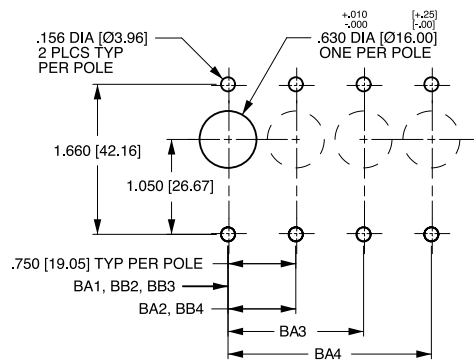 .156 DIA [Ø3.96]
2 PLCS TYP
PER POLE
+.010 [+.25]
-.000 [-.00]
.630 DIA [Ø16.00]
ONE PER POLE
1.660 [42.16]
1.050 [26.67]
.750 [19.05] TYP PER POLE
BA1, BB2, BB3
BA2, BB4
BA3
BA4